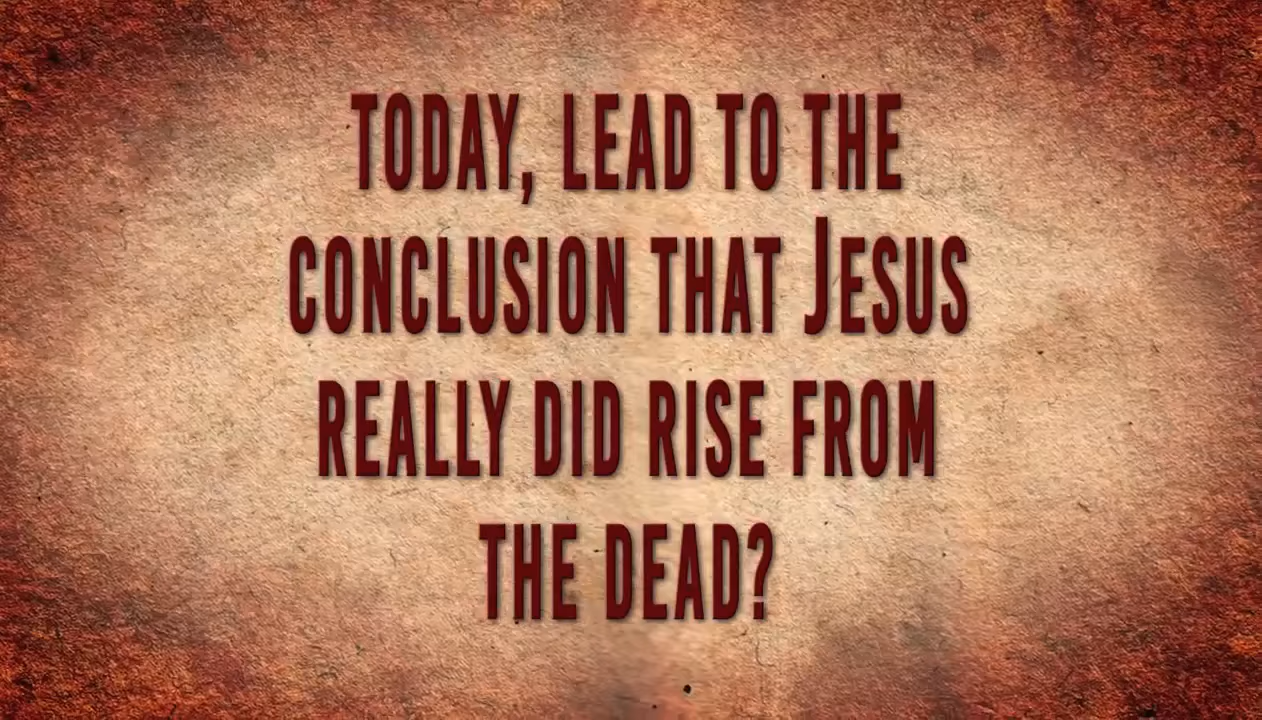 TODAY, LEAD TO THE
CONCLUSION THAT JESUS
REALLY DID RISE FROM
THE DEAD?